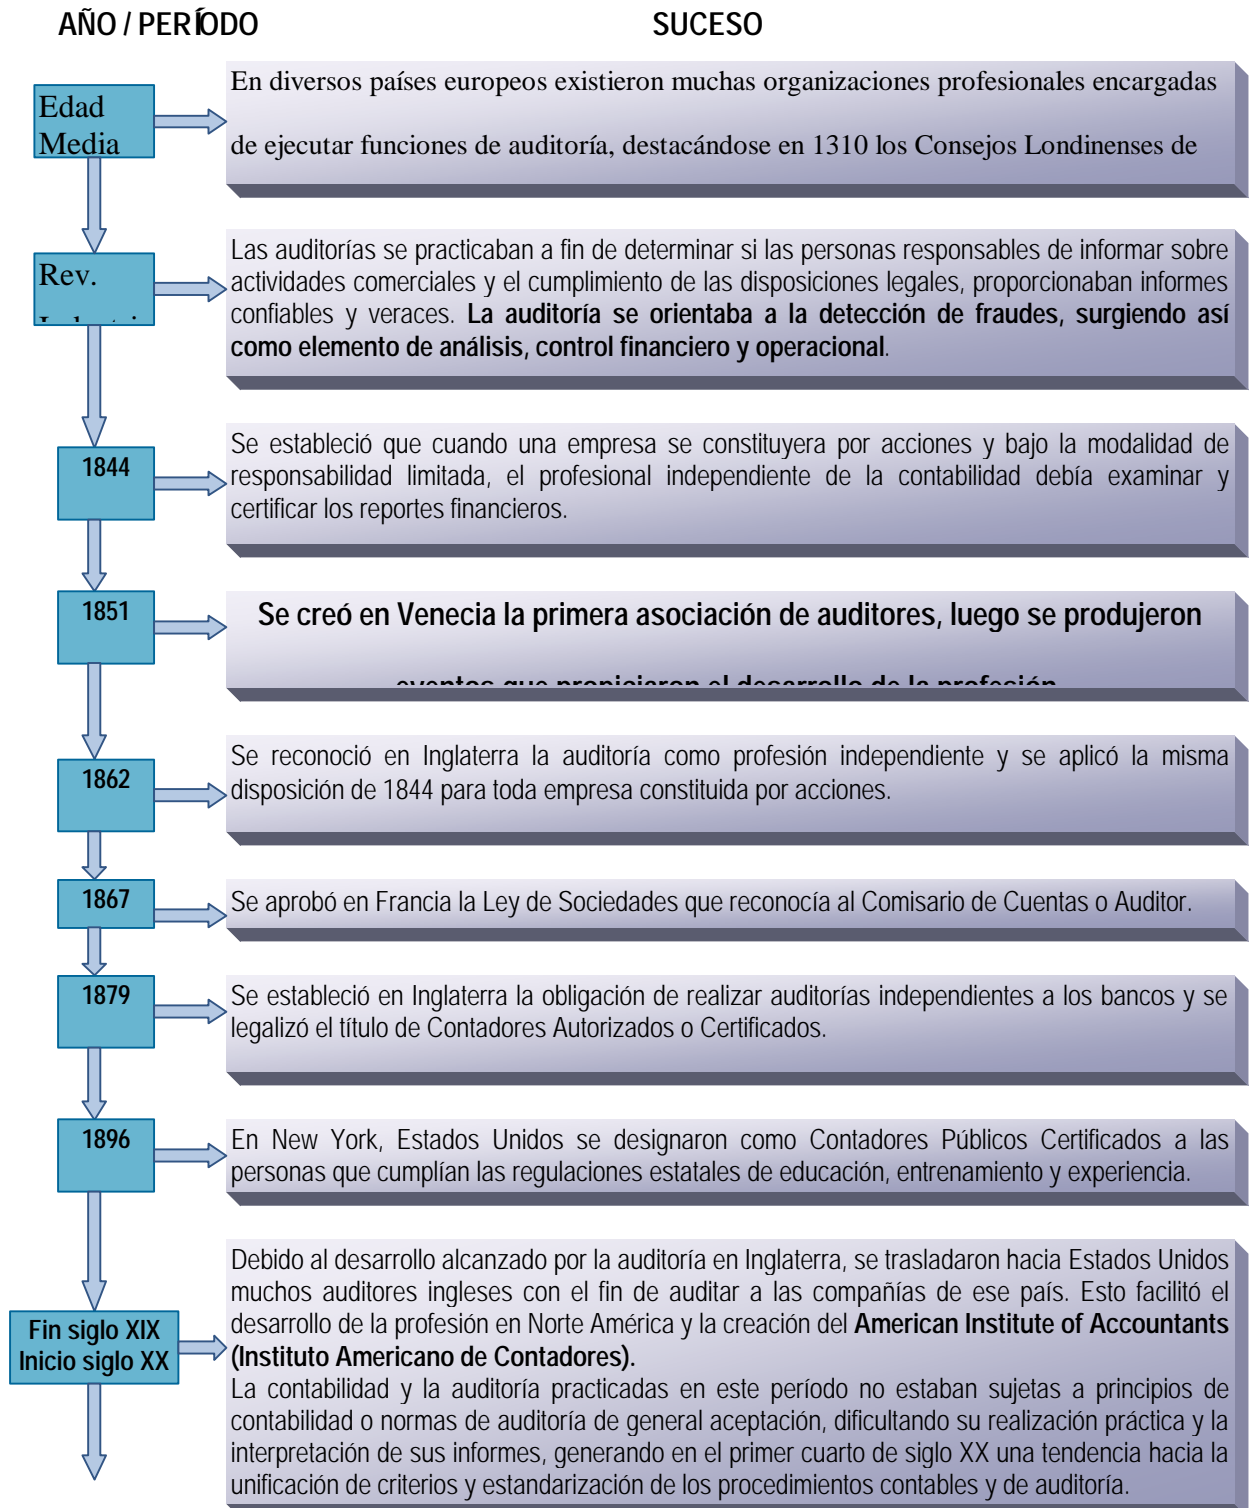 AÑO / PERÍODO SUCESO
Edad
Media
En diversos países europeos existieron muchas organizaciones profesionales encargadas
de ejecutar funciones de auditoría, destacándose en 1310 los Consejos Londinenses de
Rev.
Las auditorías se practicaban a fin de determinar si las personas responsables de informar sobre
actividades comerciales y el cumplimiento de las disposiciones legales, proporcionaban informes
confiables y veraces. La auditoría se orientaba a la detección de fraudes, surgiendo así
como elemento de análisis, control financiero y operacional.
1844
Se estableció que cuando una empresa se constituyera por acciones y bajo la modalidad de
responsabilidad limitada, el profesional independiente de la contabilidad debía examinar y
certificar los reportes financieros.
1851
Se creó en Venecia la primera asociación de auditores, luego se produjeron
eventos que propiciaron el desarrollo de la profesión
1862
Se reconoció en Inglaterra la auditoría como profesión independiente y se aplicó la misma
disposición de 1844 para toda empresa constituida por acciones.
1867
Se aprobó en Francia la Ley de Sociedades que reconocía al Comisario de Cuentas o Auditor.
1879
Se estableció en Inglaterra la obligación de realizar auditorías independientes a los bancos y se
legalizó el título de Contadores Autorizados o Certificados.
1896
En New York, Estados Unidos se designaron como Contadores Públicos Certificados a las
personas que cumplían las regulaciones estatales de educación, entrenamiento y experiencia.
Fin siglo XIX
Inicio siglo XX
Debido al desarrollo alcanzado por la auditoría en Inglaterra, se trasladaron hacia Estados Unidos
muchos auditores ingleses con el fin de auditar a las compañías de ese país. Esto facilitó el
desarrollo de la profesión en Norte América y la creación del American Institute of Accountants
(Instituto Americano de Contadores).
La contabilidad y la auditoría practicadas en este período no estaban sujetas a principios de
contabilidad o normas de auditoría de general aceptación, dificultando su realización práctica y la
interpretación de sus informes, generando en el primer cuarto de siglo XX una tendencia hacia la
unificación de criterios y estandarización de los procedimientos contables y de auditoría.